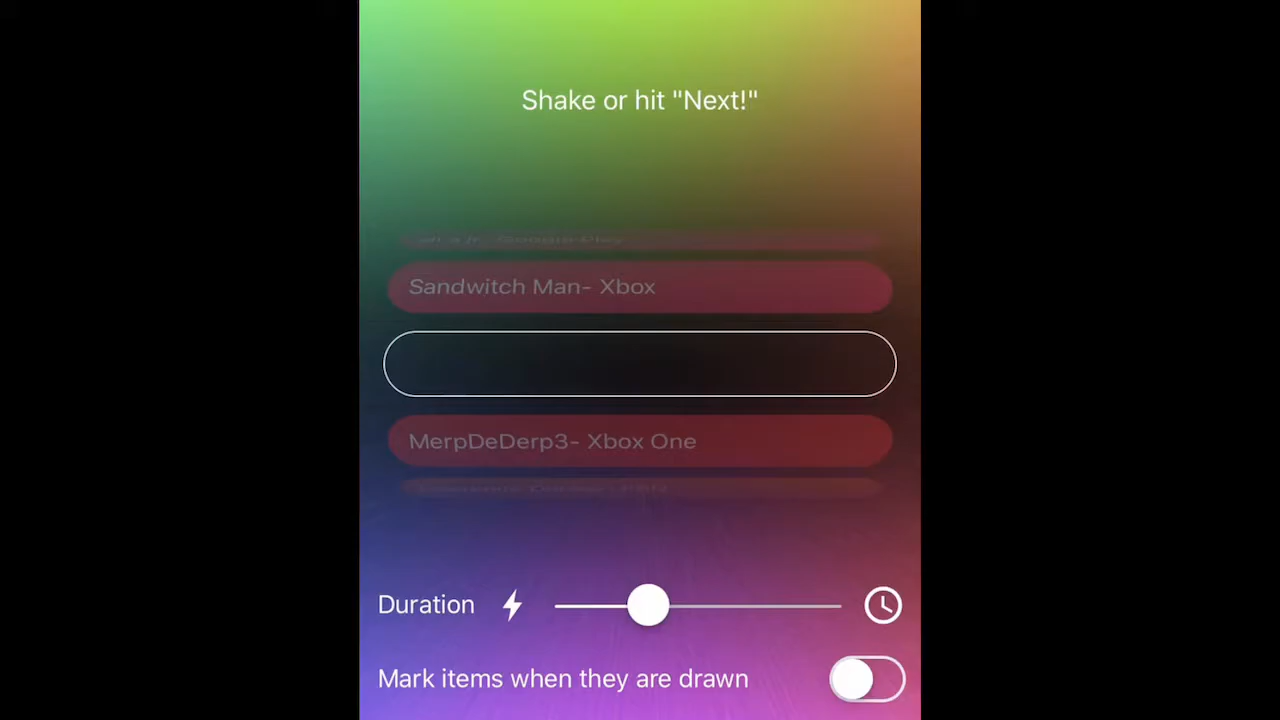 Shake or hit "Next!"
Sandwitch Man- Xbox
MerpDeDerp3- Xbox One
Duration
Mark items when they are drawn